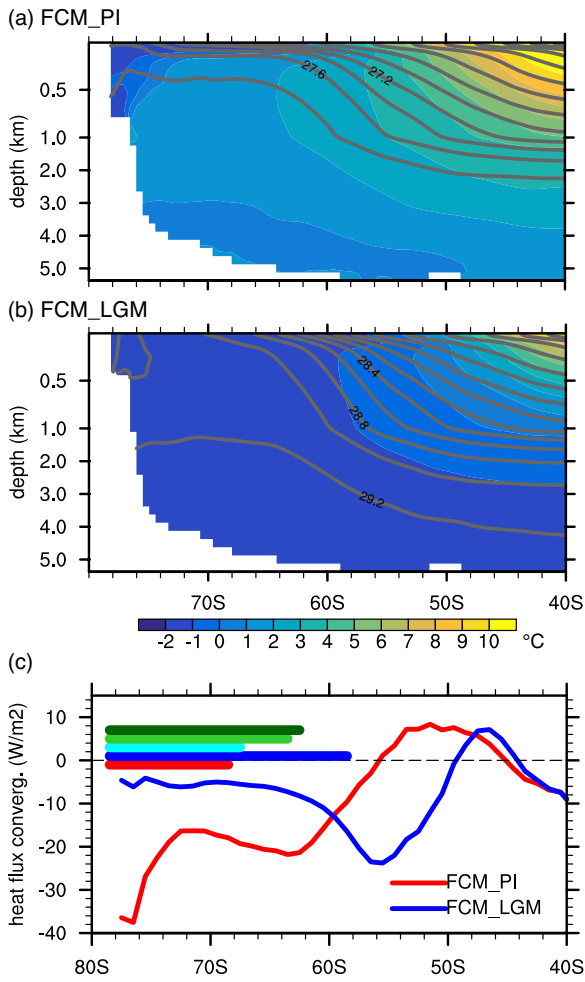 (a) FCM_PI
depth (km)
0.5
1.0
2.0
3.0
4.0
5.0
27.6
27.2
(b) FCM_LGM
depth (km)
0.5
1.0
2.0
3.0
4.0
5.0
28.4
28.8
29.2
70S 60S 50S 40S
-2 -1 0 1 2 3 4 5 6 7 8 9 10 °C
(c)
heat flux converg. (W/m2)
10
0
-10
-20
-30
-40
FCM_PI
FCM_LGM
80S 70S 60S 50S 40S